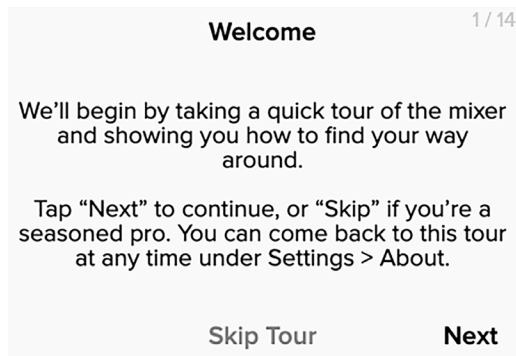 1 / 14
Welcome
We’ll begin by taking a quick tour of the mixer
and showing you how to find your way
around.
Tap “Next” to continue, or “Skip” if you’re a
seasoned pro. You can come back to this tour
at any time under Settings > About.
Skip Tour
Next